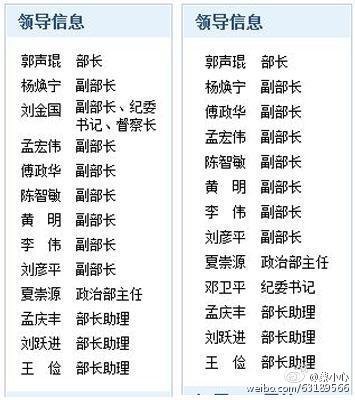 领导信息
郭声琨 部长
杨焕宁 副部长
刘金国 副部长、纪委
书记、督察长
孟宏伟 副部长
傅政华 副部长
陈智敏 副部长
黄 明 副部长
李 伟 副部长
刘彦平 副部长
夏崇源 政治部主任
孟庆丰 部长助理
刘跃进 部长助理
王 俭 部长助理
领导信息
郭声琨 部长
杨焕宁 副部长
傅政华 副部长
孟宏伟 副部长
陈智敏 副部长
黄 明 副部长
李 伟 副部长
刘彦平 副部长
夏崇源 政治部主任
邓卫平 纪委书记
孟庆丰 部长助理
刘跃进 部长助理
王 俭 部长助理
weibo.com/63189566